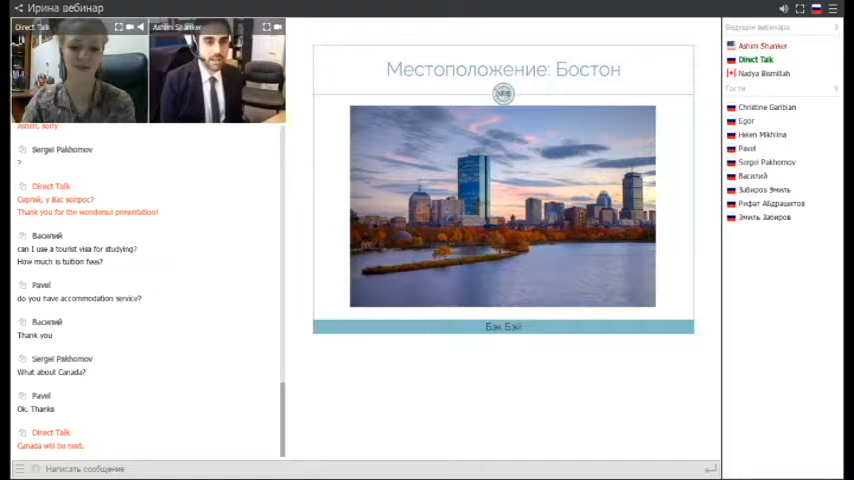 Ирина вебинар
Direct Talk
Ashim Shanker
Ashim, sorry
Sergei Pakhomov
?
Direct Talk
Сергей, у Вас вопрос?
Thank you for the wonderful presentation!
Василий
can I use a tourist visa for studying?
How much is tuition fees?
Pavel
do you have accommodation service?
Василий
Thank you
Sergei Pakhomov
What about Canada?
Pavel
Ok. Thanks
Direct Talk
Canada will be next.
Написать сообщение
Местоположение: Бостон
Бэк Бэй
Ведущие вебинара
Ashim Shanker
Direct Talk
Nadya Bismillah
Гости
Christine Garibian
Egor
Helen Mikhlina
Pavel
Sergei Pakhomov
Василий
Забиров Эмиль
Рифат Абдрашитов
Эмиль Забиров